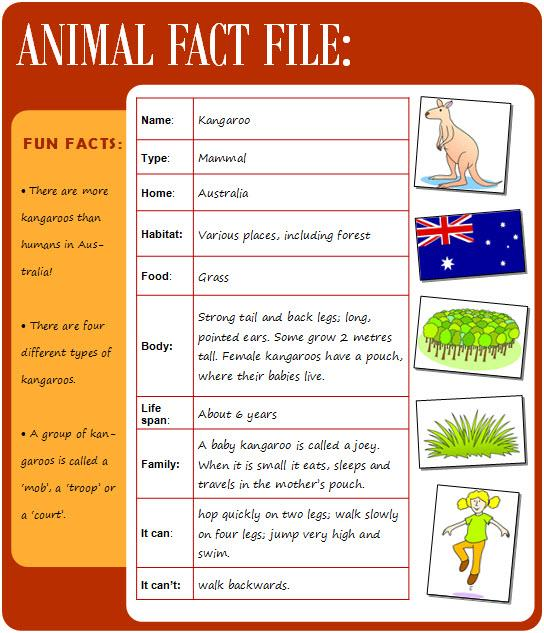 ANIMAL FACT FILE:
FUN FACTS:
• There are more
kangaroos than
humans in Aus-
tralia!
• There are four
different types of
kangaroos.
• A group of kan-
garoos is called a
‘mob’, a ‘troop’ or
a ‘court’.
Name: Kangaroo
Type: Mammal
Home: Australia
Habitat: Various places, including forest
Food: Grass
Body:
Strong tail and back legs; long,
pointed ears. Some grow 2 metres
tall. Female kangaroos have a pouch,
where their babies live.
Life
span:
About 6 years
Family:
A baby kangaroo is called a joey.
When it is small it eats, sleeps and
travels in the mother's pouch.
It can:
hop quickly on two legs; walk slowly
on four legs; jump very high and
swim.
It can’t: walk backwards.